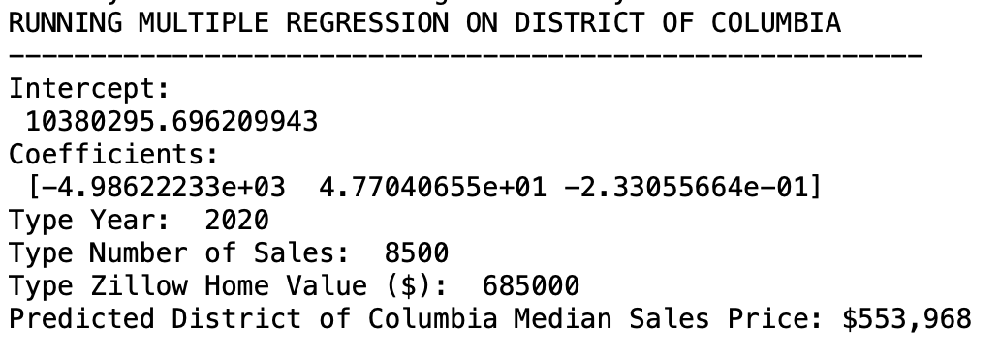 RUNNING MULTIPLE REGRESSION ON DISTRICT OF COLUMBIA
--------------------------------------------------------
Intercept:
 10380295.696209943
Coefficients:
 [-4.98622233e+03  4.77040655e+01 -2.33055664e-01]
Type Year:  2020
Type Number of Sales:  8500
Type Zillow Home Value ($):  685000
Predicted District of Columbia Median Sales Price: $553,968